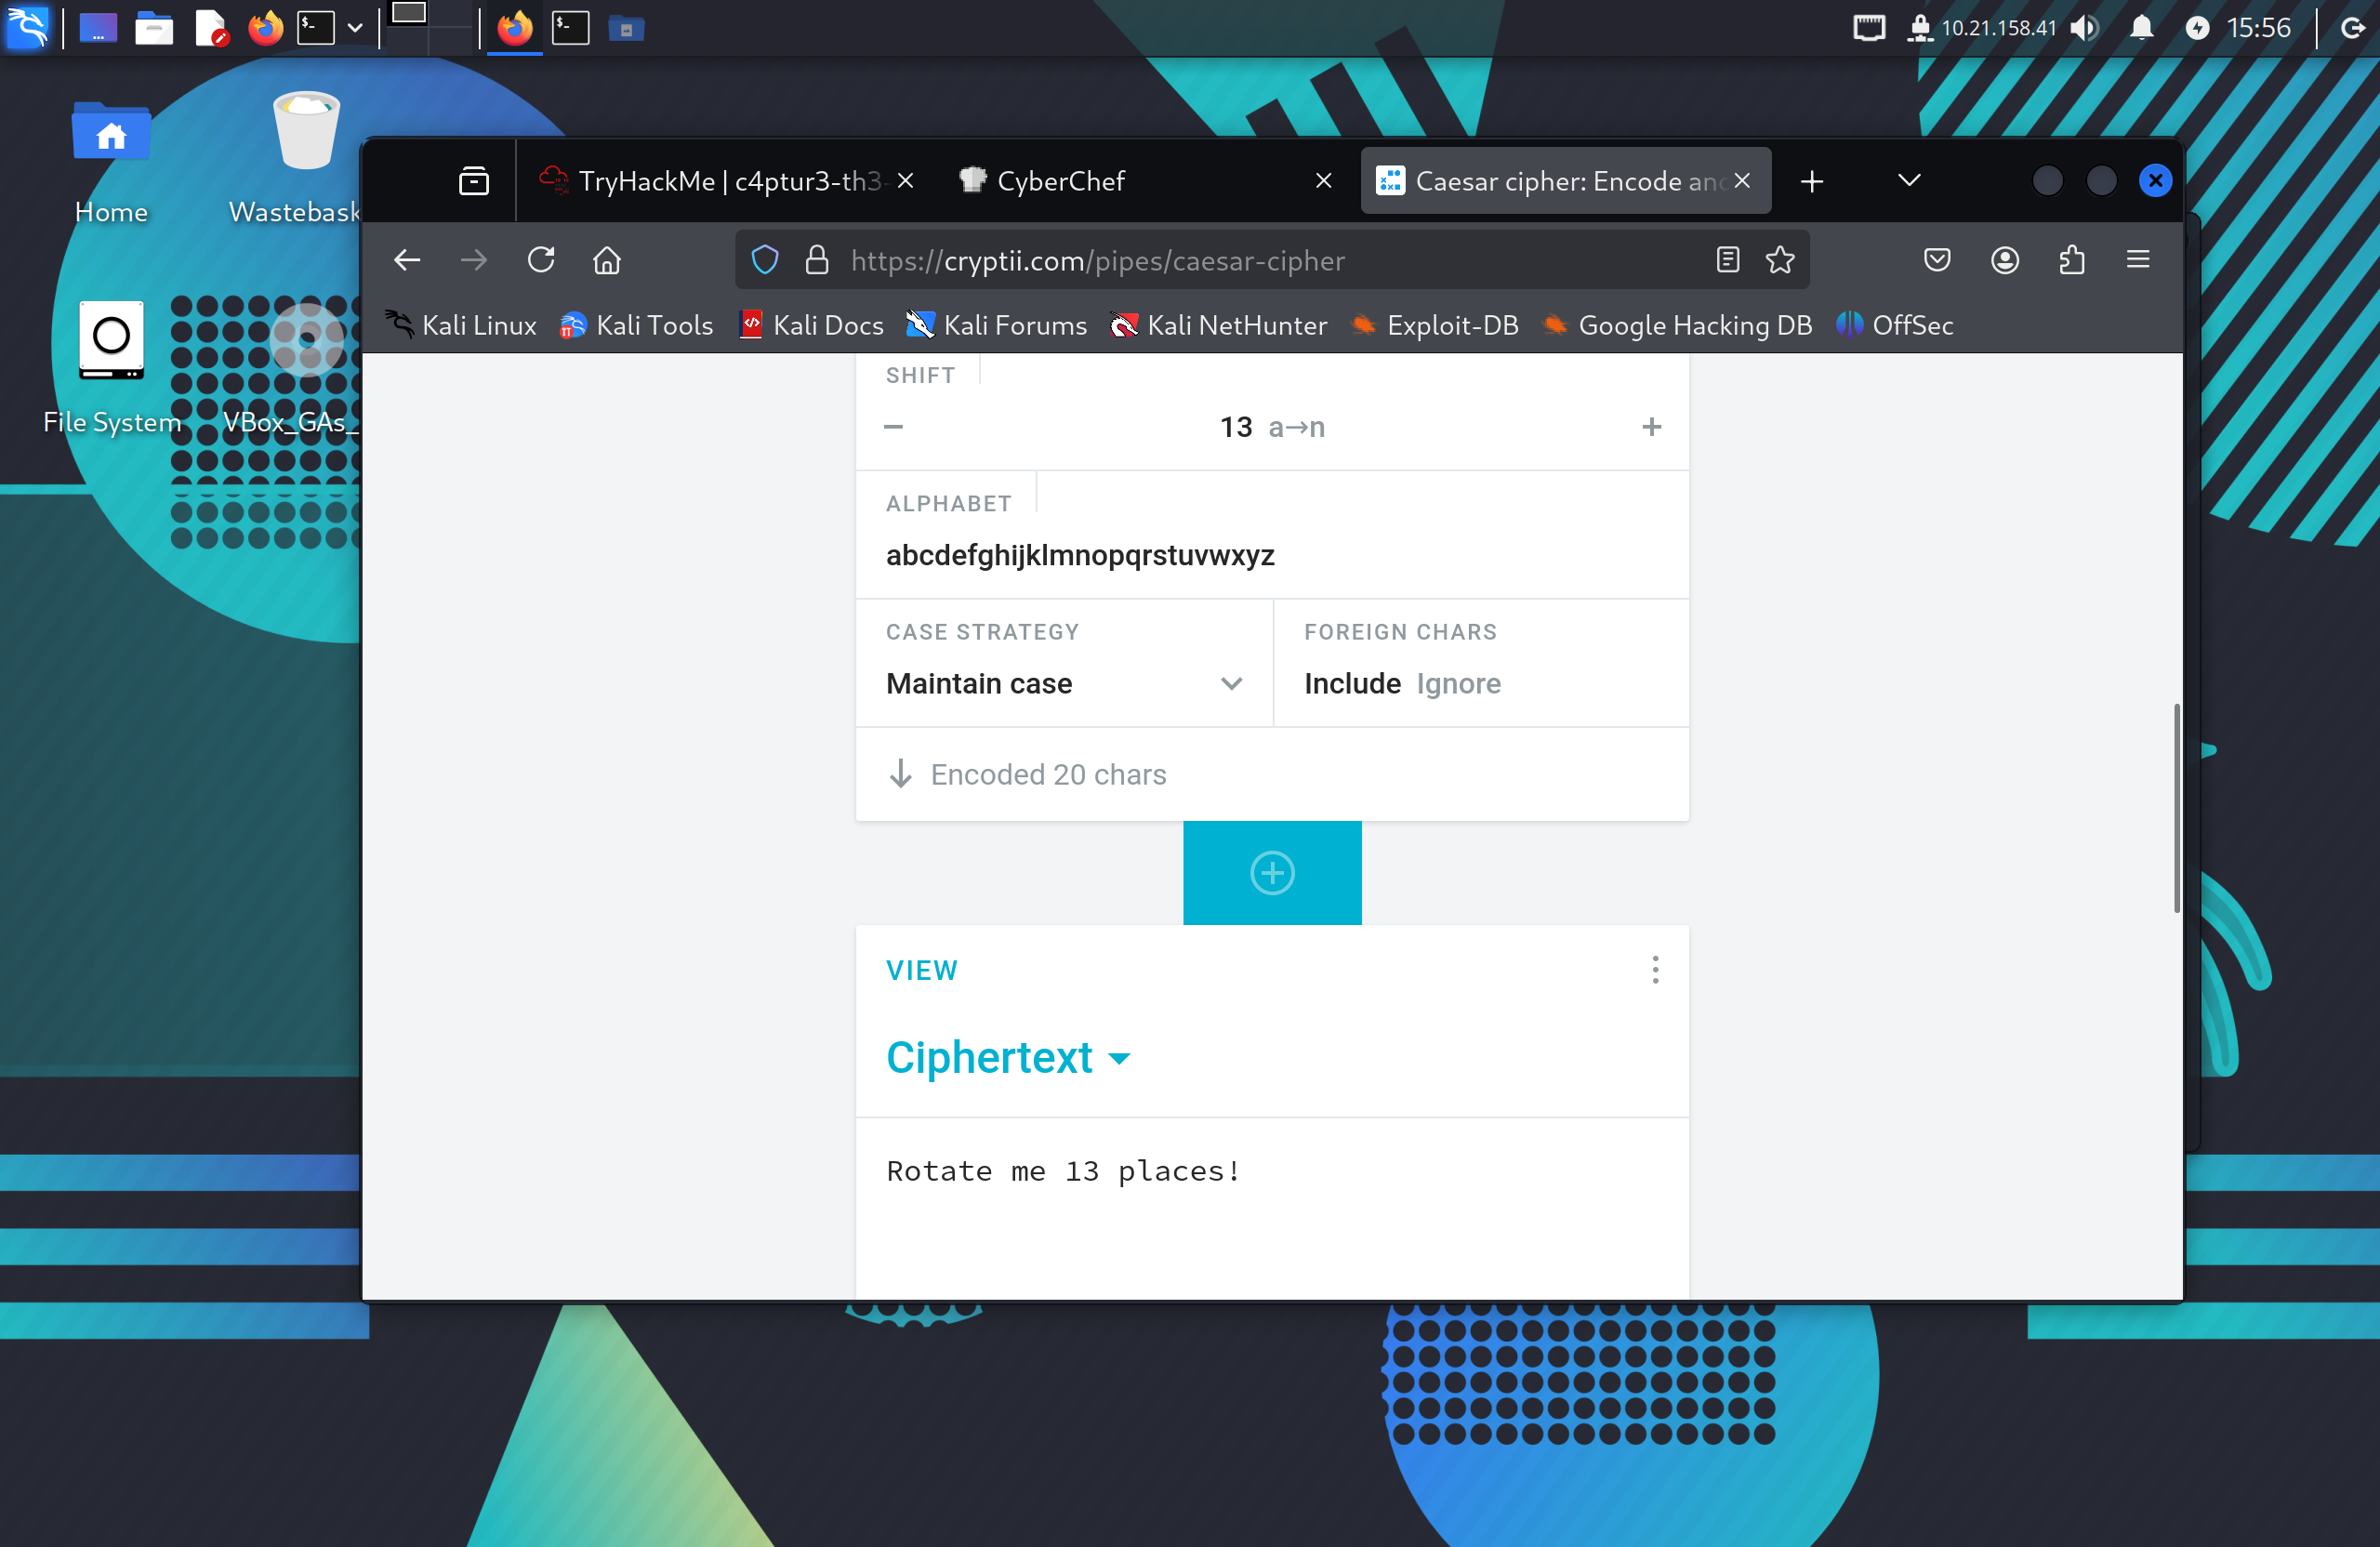 10.21.158.41
15:56
Home
Wastebask
File System
VBox_GAs_
TryHackMe | c4ptur3-th3-
CyberChef
Caesar cipher: Encode and
https://cryptii.com/pipes/caesar-cipher
Kali Linux
Kali Tools
Kali Docs
Kali Forums
Kali NetHunter
Exploit-DB
Google Hacking DB
OffSec
SHIFT
13 a→n
ALPHABET
abcdefghijklmnopqrstuvwxyz
CASE STRATEGY
Maintain case
FOREIGN CHARS
Include Ignore
Encoded 20 chars
VIEW
Ciphertext
Rotate me 13 places!